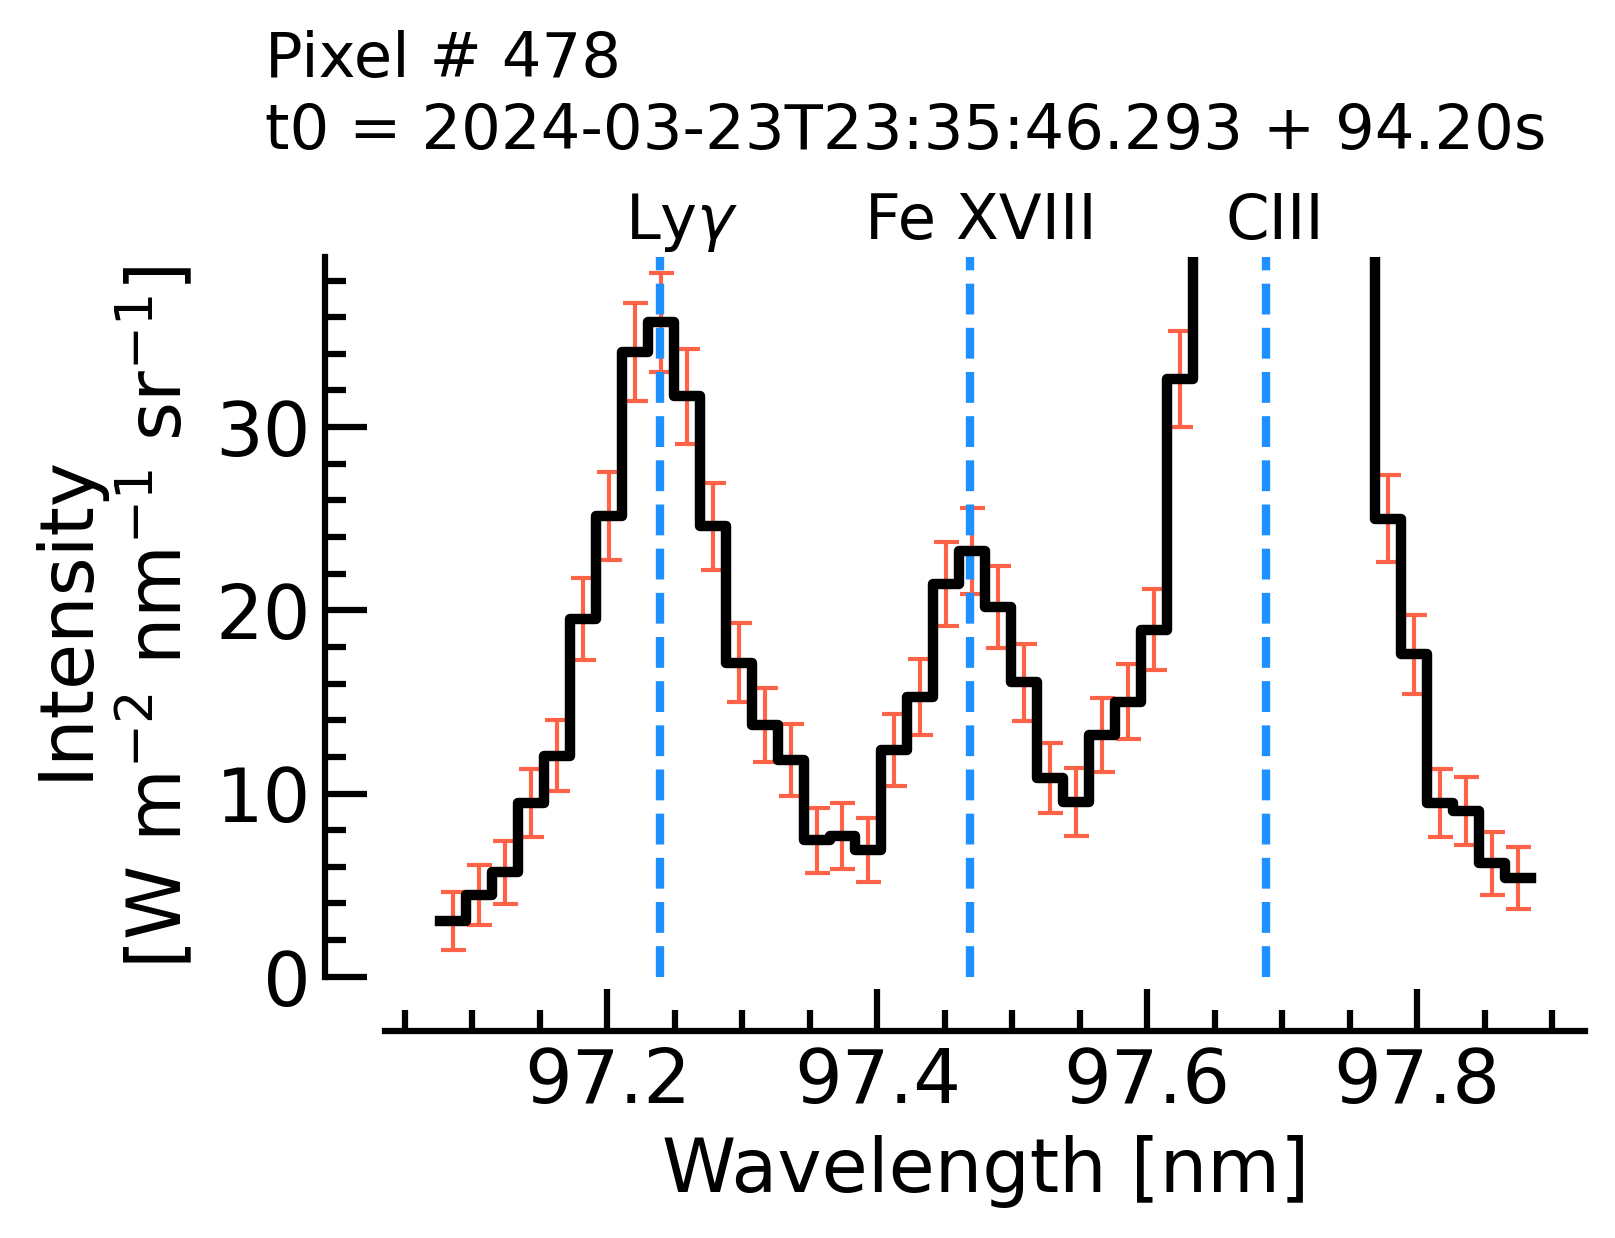 Pixel # 478
t0 = 2024-03-23T23:35:46.293 + 94.20s
Lyγ Fe XVIII CIII
Intensity
[W m⁻² nm⁻¹ sr⁻¹]
30
20
10
0
97.2 97.4 97.6 97.8
Wavelength [nm]